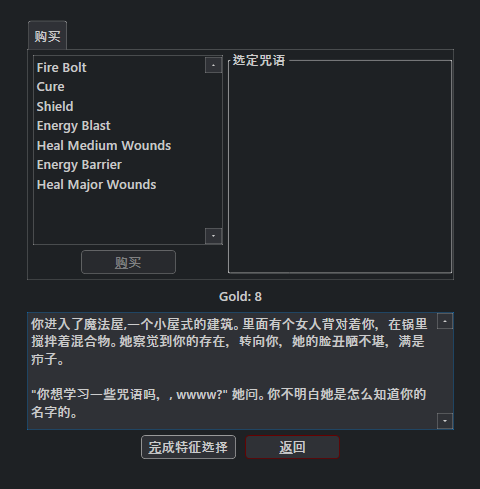 购买
Fire Bolt
Cure
Shield
Energy Blast
Heal Medium Wounds
Energy Barrier
Heal Major Wounds
选定咒语
购买
Gold: 8
你进入了魔法屋,一个小屋式的建筑。里面有个女人背对着你，在锅里
搅拌着混合物。她察觉到你的存在，转向你，她的脸丑陋不堪，满是
疖子。
"你想学习一些咒语吗，, wwww?" 她问。你不明白她是怎么知道你的
名字的。
完成特征选择
返回